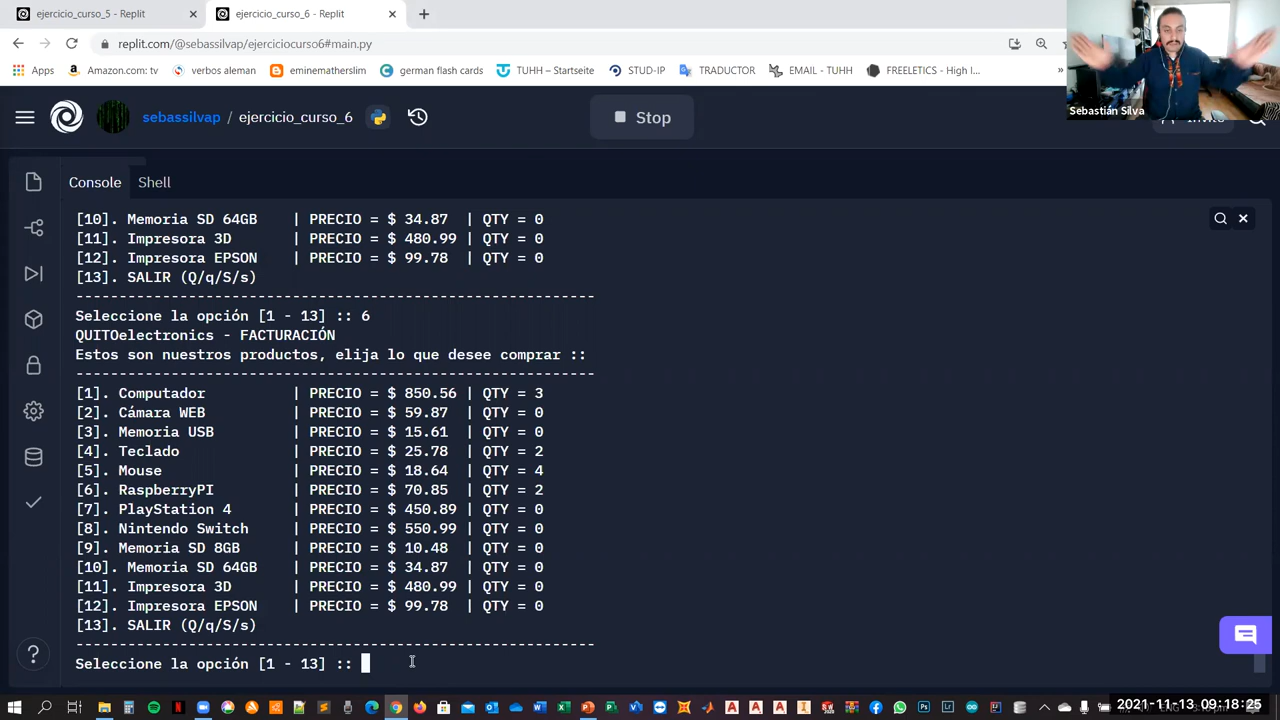 ejercicio_curso_5 - Replit
ejercicio_curso_6 - Replit
replit.com/@sebassilvap/ejerciciocurso6#main.py
Apps
Amazon.com: tv
verbos aleman
eminematherslim
german flash cards
TUHH – Startseite
STUD-IP
TRADUCTOR
EMAIL - TUHH
FREELETICS - High I...
»
Sebastián Silva
sebassilvap / ejercicio_curso_6
Stop
Console
Shell
[10]. Memoria SD 64GB | PRECIO = $ 34.87 | QTY = 0
[11]. Impresora 3D | PRECIO = $ 480.99 | QTY = 0
[12]. Impresora EPSON | PRECIO = $ 99.78 | QTY = 0
[13]. SALIR (Q/q/S/s)
------------------------------------------------------------
Seleccione la opción [1 - 13] :: 6
QUITOelectronics - FACTURACIÓN
Estos son nuestros productos, elija lo que desee comprar ::
------------------------------------------------------------
[1]. Computador | PRECIO = $ 850.56 | QTY = 3
[2]. Cámara WEB | PRECIO = $ 59.87 | QTY = 0
[3]. Memoria USB | PRECIO = $ 15.61 | QTY = 0
[4]. Teclado | PRECIO = $ 25.78 | QTY = 2
[5]. Mouse | PRECIO = $ 18.64 | QTY = 4
[6]. RaspberryPI | PRECIO = $ 70.85 | QTY = 2
[7]. PlayStation 4 | PRECIO = $ 450.89 | QTY = 0
[8]. Nintendo Switch | PRECIO = $ 550.99 | QTY = 0
[9]. Memoria SD 8GB | PRECIO = $ 10.48 | QTY = 0
[10]. Memoria SD 64GB | PRECIO = $ 34.87 | QTY = 0
[11]. Impresora 3D | PRECIO = $ 480.99 | QTY = 0
[12]. Impresora EPSON | PRECIO = $ 99.78 | QTY = 0
[13]. SALIR (Q/q/S/s)
------------------------------------------------------------
Seleccione la opción [1 - 13] ::
2021-11-13 09:18:25